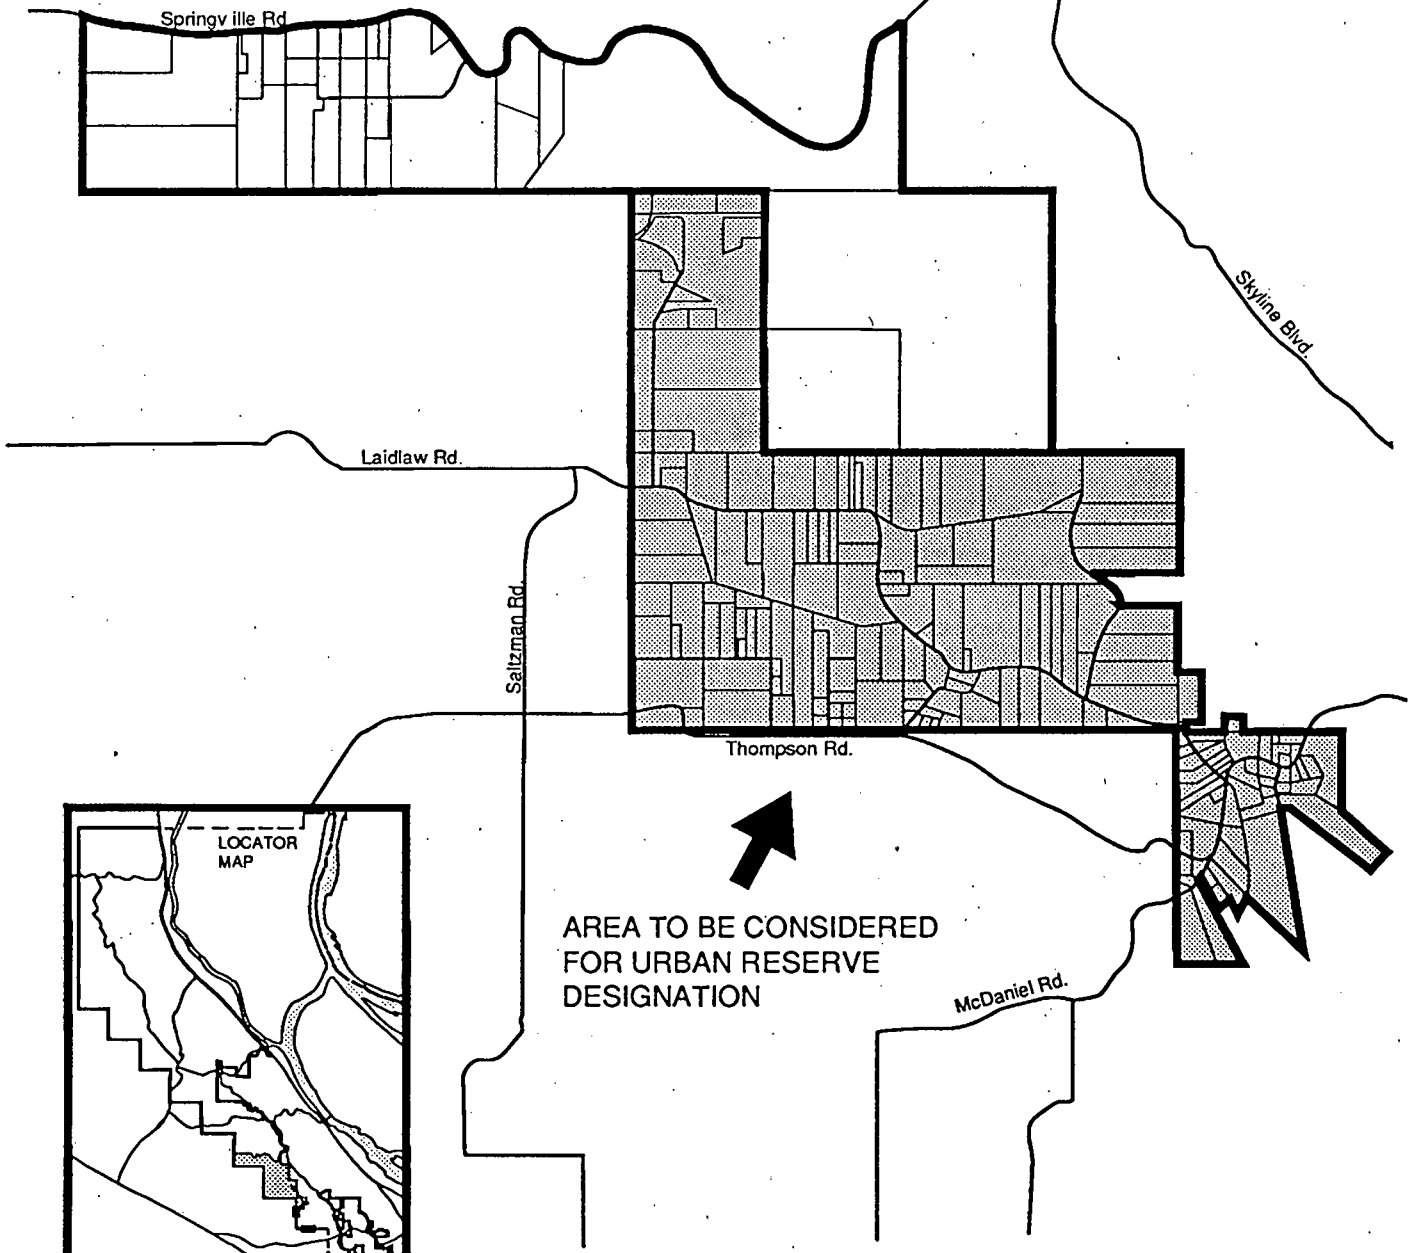 Springville Rd
Skyline Blvd.
Laidlaw Rd.
Saltzman Rd.
Thompson Rd.
LOCATOR
MAP
AREA TO BE CONSIDERED
FOR URBAN RESERVE
DESIGNATION
McDaniel Rd.